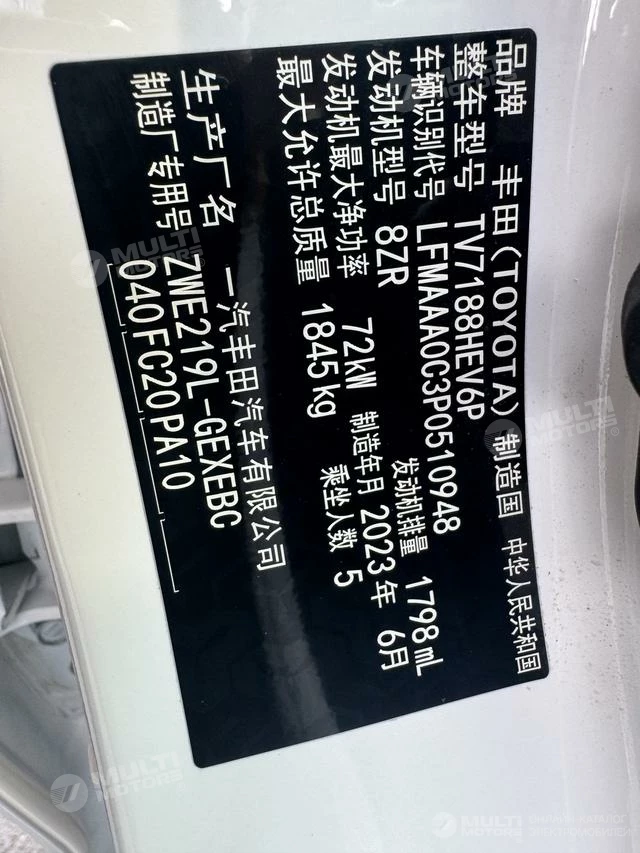 品牌 丰田(TOYOTA) 制造国 中华人民共和国
整车型号 TV7188HEV6P
车辆识别代号 LFMAAA0C3P0510948
发动机型号 8ZR 发动机排量 1798mL
发动机最大净功率 72kW 制造年月 2023年 6月
最大允许总质量 1845kg 乘坐人数 5
生产厂名 一汽丰田汽车有限公司
制造厂专用号 ZWE219L-GEXEBC
040FC20PA10
MULTI
MOTORS